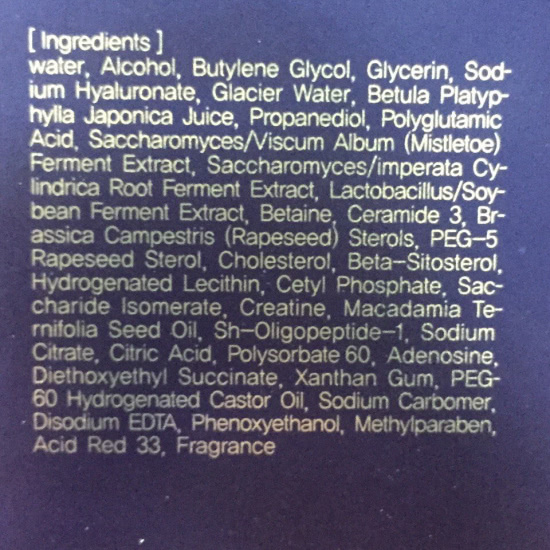 [ Ingredients ]
water, Alcohol, Butylene Glycol, Glycerin, Sod-
ium Hyaluronate, Glacier Water, Betula Platyp-
hylla Japonica Juice, Propanediol, Polyglutamic
Acid, Saccharomyces/Viscum Album (Mistletoe)
Ferment Extract, Saccharomyces/imperata Cy-
lindrica Root Ferment Extract, Lactobacillus/Soy-
bean Ferment Extract, Betaine, Ceramide 3, Br-
assica Campestris (Rapeseed) Sterols, PEG-5
Rapeseed Sterol, Cholesterol, Beta-Sitosterol,
Hydrogenated Lecithin, Cetyl Phosphate, Sac-
charide Isomerate, Creatine, Macadamia Te-
rnifolia Seed Oil, Sh-Oligopeptide-1, Sodium
Citrate, Citric Acid, Polysorbate 60, Adenosine,
Diethoxyethyl Succinate, Xanthan Gum, PEG-
60 Hydrogenated Castor Oil, Sodium Carbomer,
Disodium EDTA, Phenoxyethanol, Methylparaben,
Acid Red 33, Fragrance